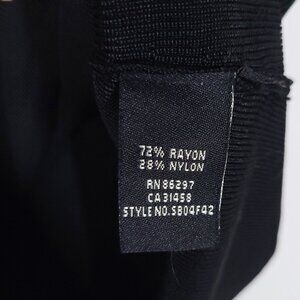 72% RAYON
28% NYLON
RN 86297
CA 31458
STYLE NO. SB04F42